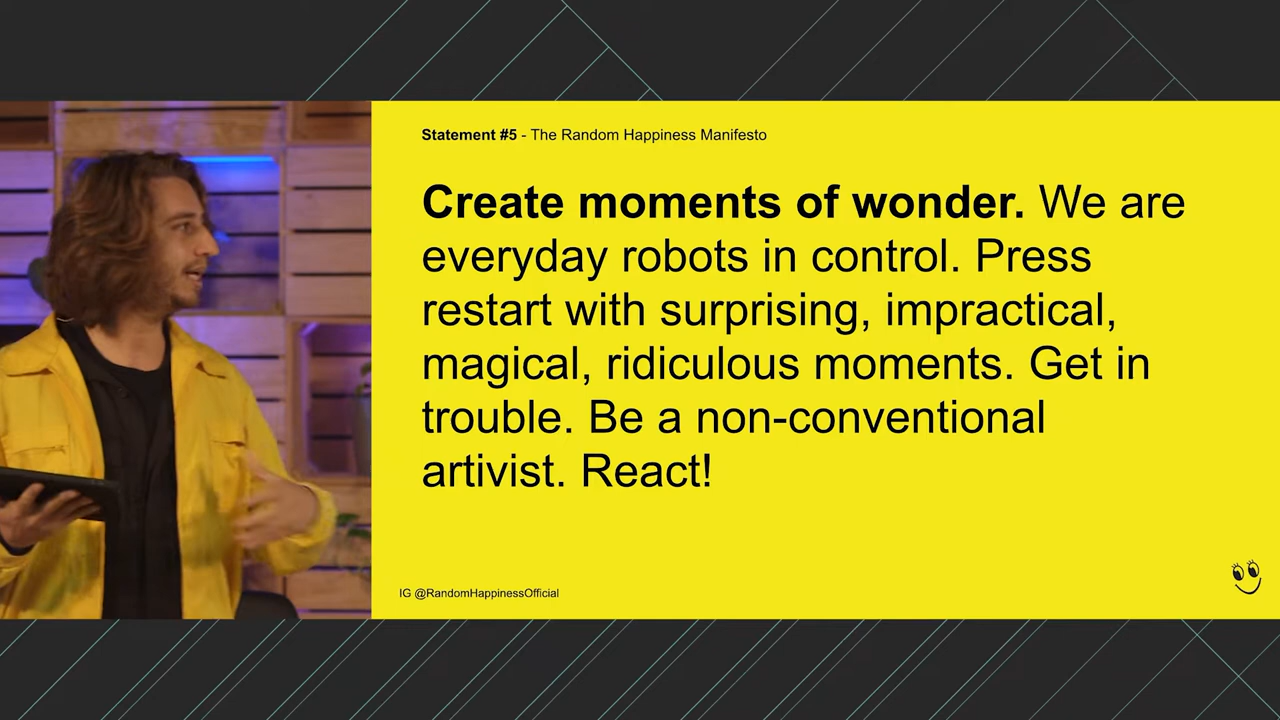 Statement #5 - The Random Happiness Manifesto
Create moments of wonder. We are
everyday robots in control. Press
restart with surprising, impractical,
magical, ridiculous moments. Get in
trouble. Be a non-conventional
artivist. React!
IG @RandomHappinessOfficial